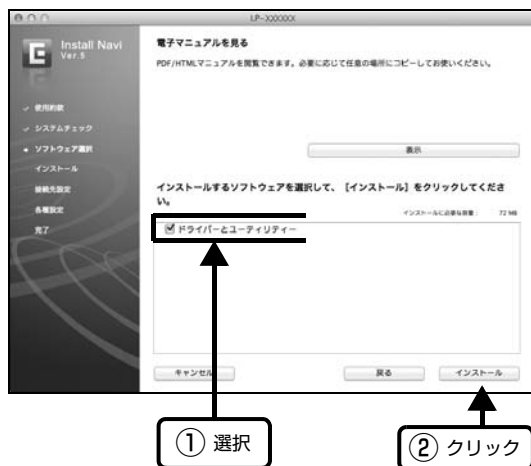 LP-XXXXXX
Install Navi
Ver.5
使用許諾
システムチェック
ソフトウェア選択
インストール
接続先設定
各種設定
完了
電子マニュアルを見る
PDF/HTMLマニュアルを閲覧できます。必要に応じて任意の場所にコピーしてお使いください。
表示
インストールするソフトウェアを選択して、［インストール］をクリックしてくださ
い。
インストールに必要な容量： 72 MB
ドライバーとユーティリティー
キャンセル
戻る
インストール
① 選択
② クリック